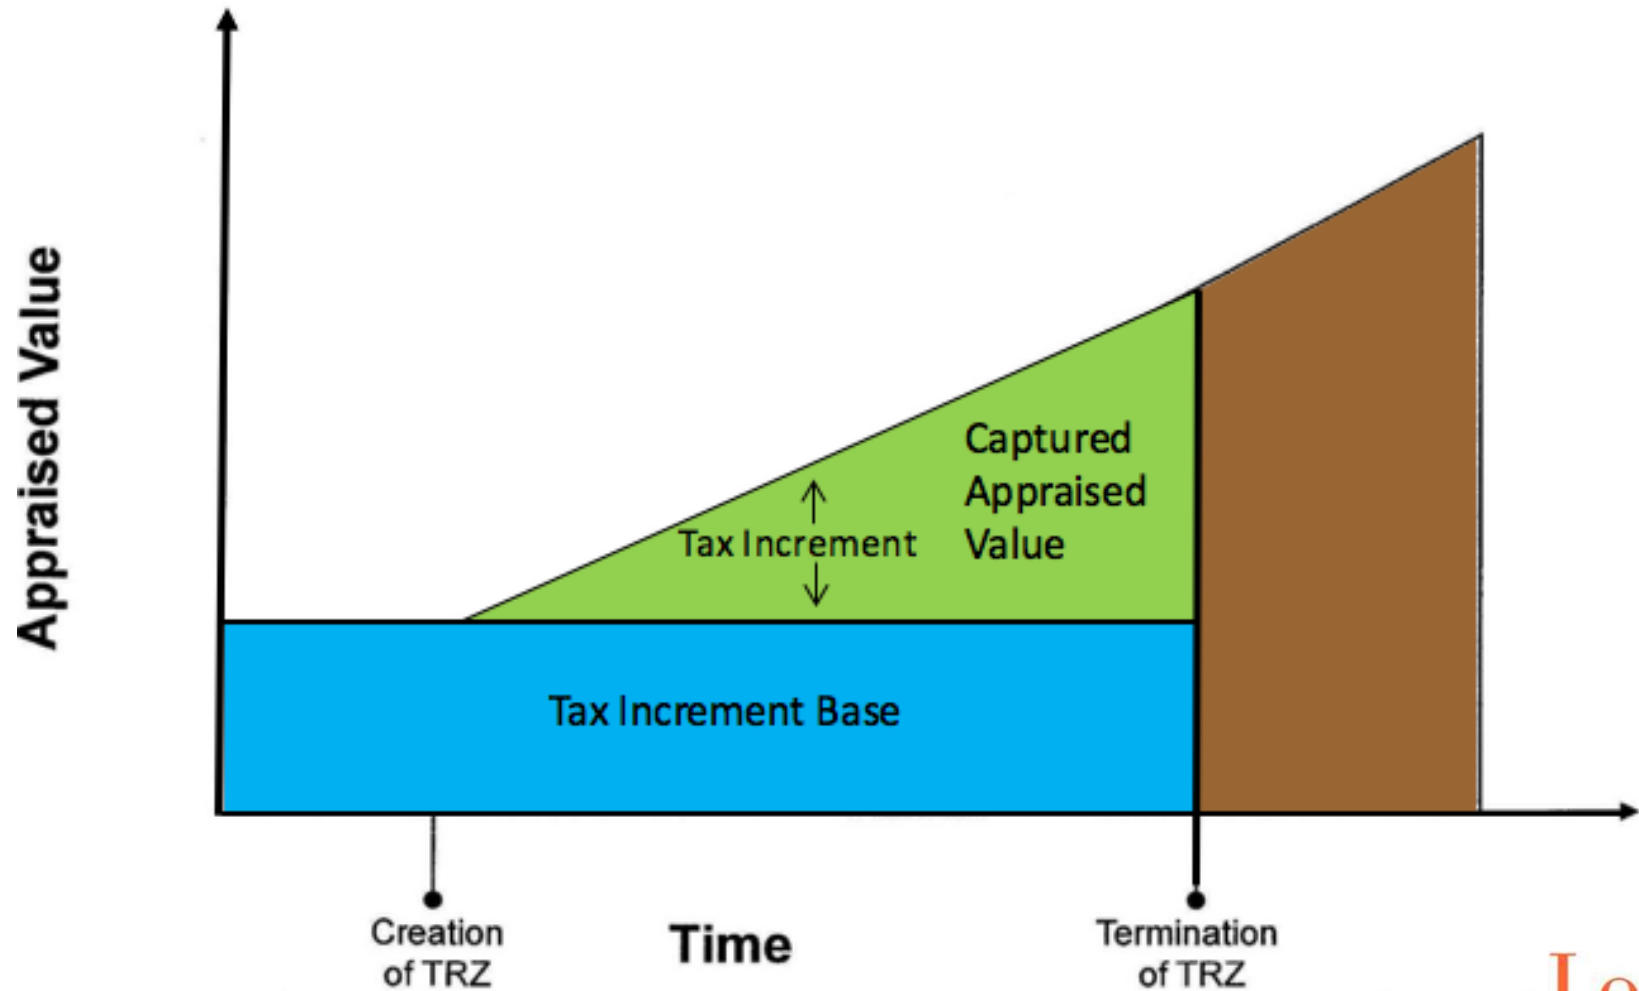 Appraised Value
Captured
Appraised
Value
Tax Increment
Tax Increment Base
Creation
of TRZ
Time
Termination
of TRZ